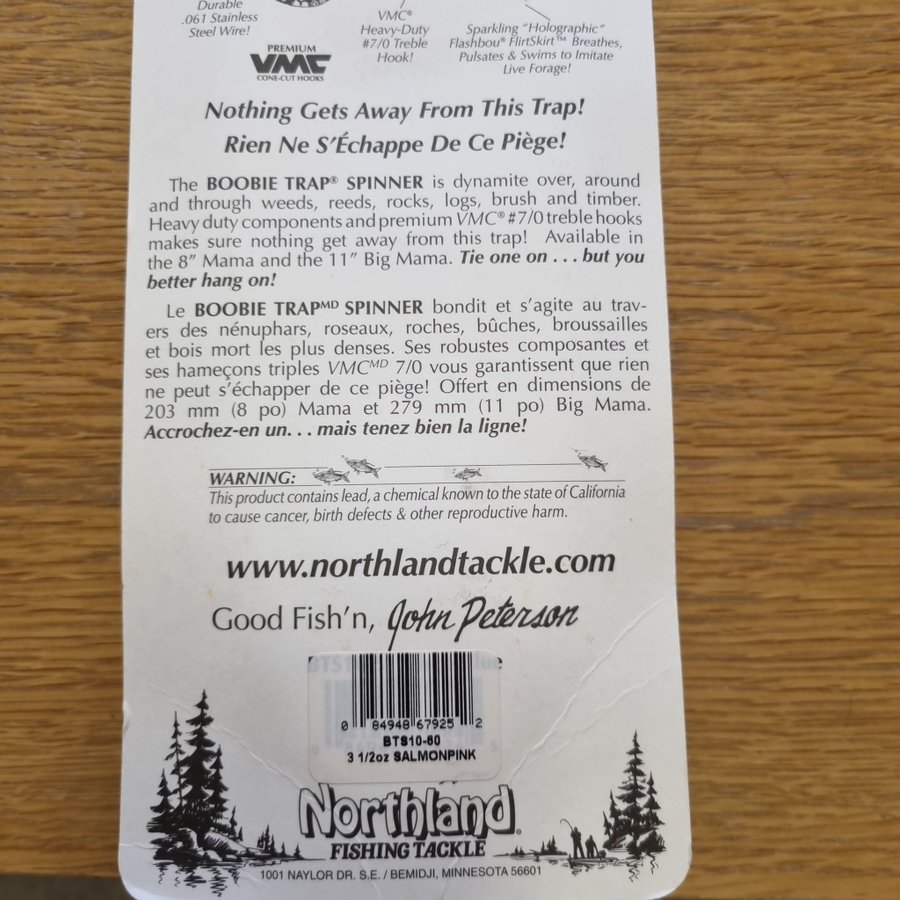 Durable
.061 Stainless
Steel Wire!
VMC®
Heavy-Duty
#7/0 Treble
Hook!
Sparkling "Holographic"
Flashbou® FlirtSkirt™ Breathes,
Pulsates & Swims to Imitate
Live Forage!
PREMIUM
VMC
CONE-CUT HOOKS
Nothing Gets Away From This Trap!
Rien Ne S'Échappe De Ce Piège!
The BOOBIE TRAP® SPINNER is dynamite over, around
and through weeds, reeds, rocks, logs, brush and timber.
Heavy duty components and premium VMC® #7/0 treble hooks
makes sure nothing get away from this trap! Available in
the 8" Mama and the 11" Big Mama. Tie one on . . . but you
better hang on!
Le BOOBIE TRAPMD SPINNER bondit et s'agite au trav-
ers des nénuphars, roseaux, roches, bûches, broussailles
et bois mort les plus denses. Ses robustes composantes et
ses hameçons triples VMCMD 7/0 vous garantissent que rien
ne peut s'échapper de ce piège! Offert en dimensions de
203 mm (8 po) Mama et 279 mm (11 po) Big Mama.
Accrochez-en un. . . mais tenez bien la ligne!
WARNING:
This product contains lead, a chemical known to the state of California
to cause cancer, birth defects & other reproductive harm.
www.northlandtackle.com
Good Fish'n, John Peterson
0 84948 67925 2
BTS10-60
3 1/2oz SALMONPINK
Northland®
FISHING TACKLE
1001 NAYLOR DR. S.E. / BEMIDJI, MINNESOTA 56601